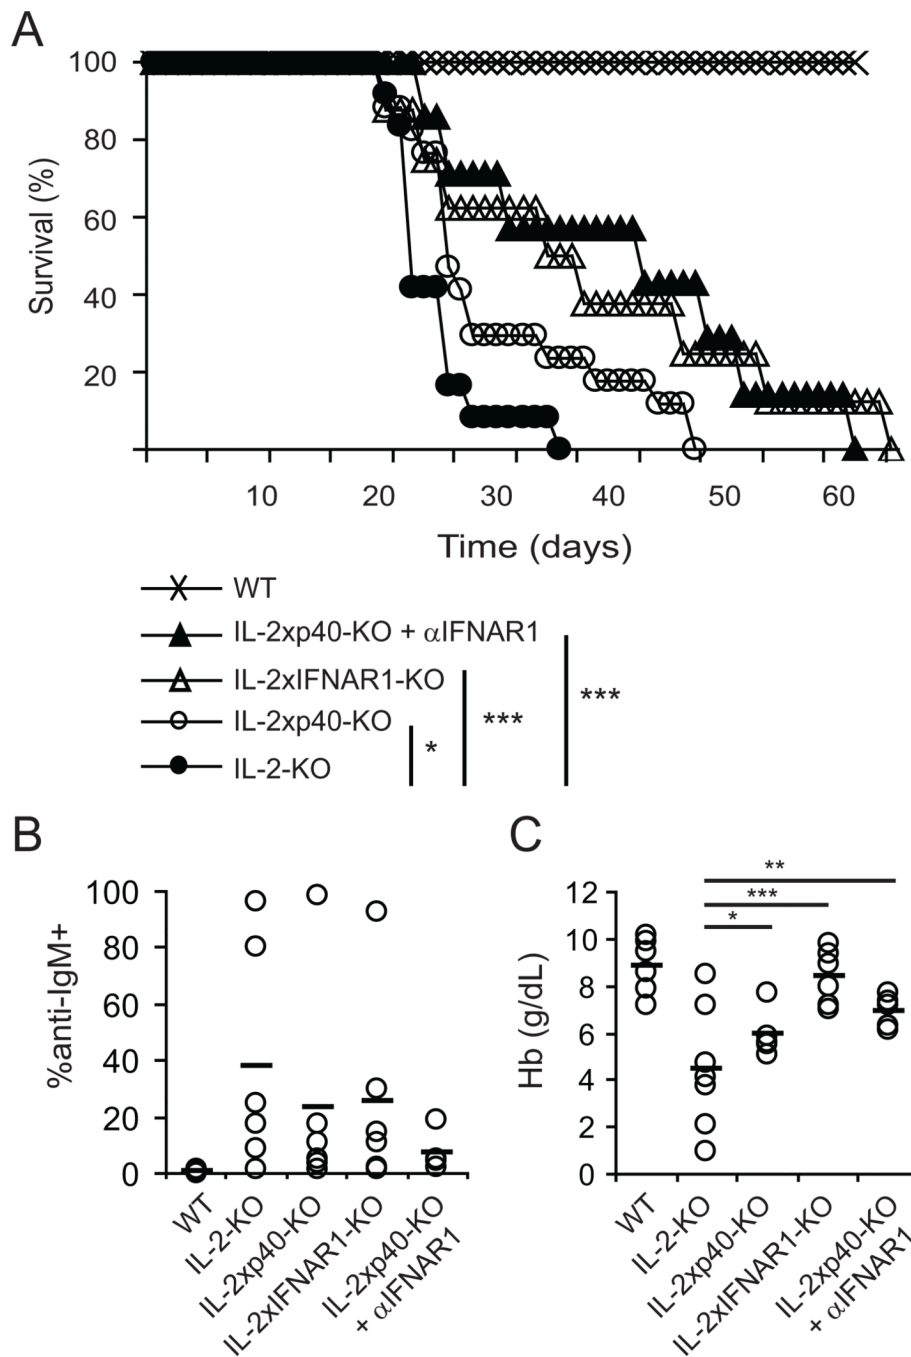 A
Survival (%)
100
80
60
40
20
10 20 30 40 50 60
Time (days)
WT
IL-2xp40-KO + αIFNAR1
IL-2xIFNAR1-KO
IL-2xp40-KO
IL-2-KO
*
***
***
B
%anti-IgM+
100
80
60
40
20
0
WT
IL-2-KO
IL-2xp40-KO
IL-2xIFNAR1-KO
IL-2xp40-KO
+ αIFNAR1
C
Hb (g/dL)
12
10
8
6
4
2
0
**
***
*
WT
IL-2-KO
IL-2xp40-KO
IL-2xIFNAR1-KO
IL-2xp40-KO
+ αIFNAR1